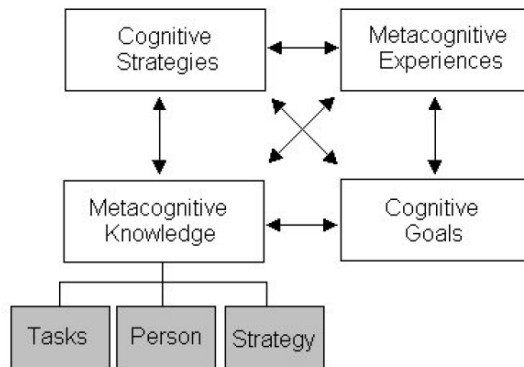 Cognitive
Strategies
Metacognitive
Experiences
Metacognitive
Knowledge
Cognitive
Goals
Tasks
Person
Strategy